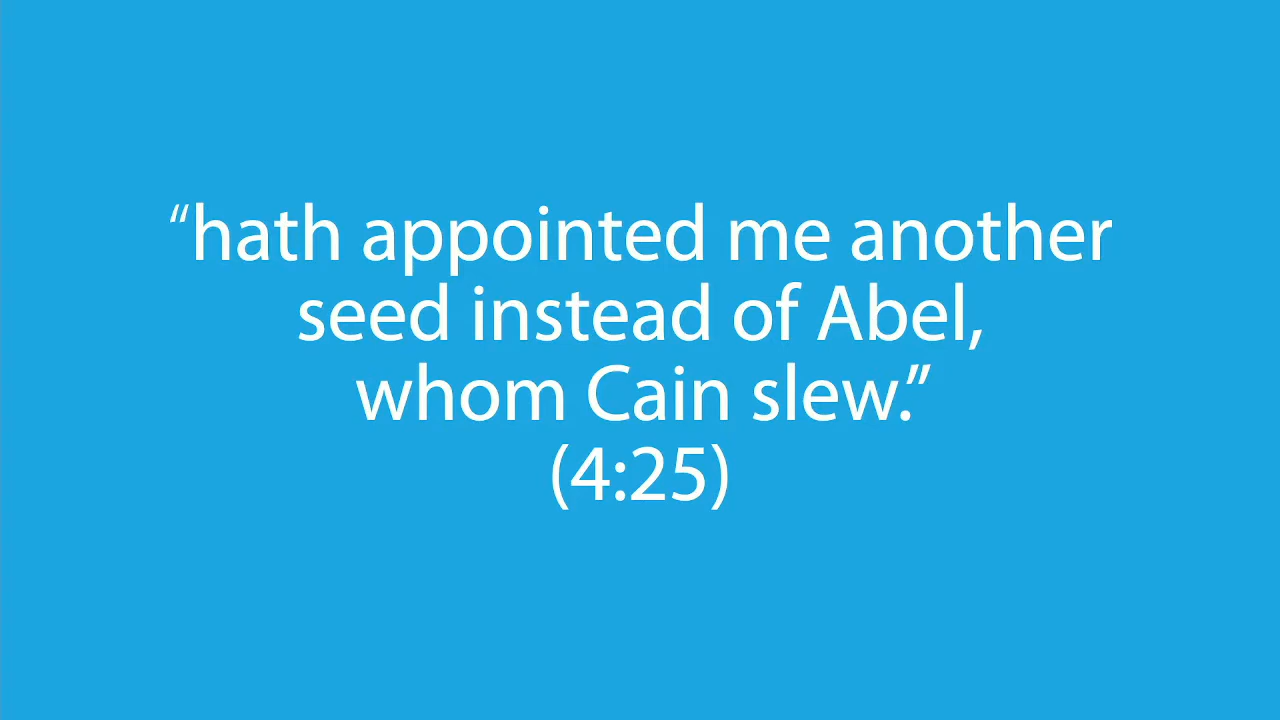 “hath appointed me another
seed instead of Abel,
whom Cain slew.”
(4:25)